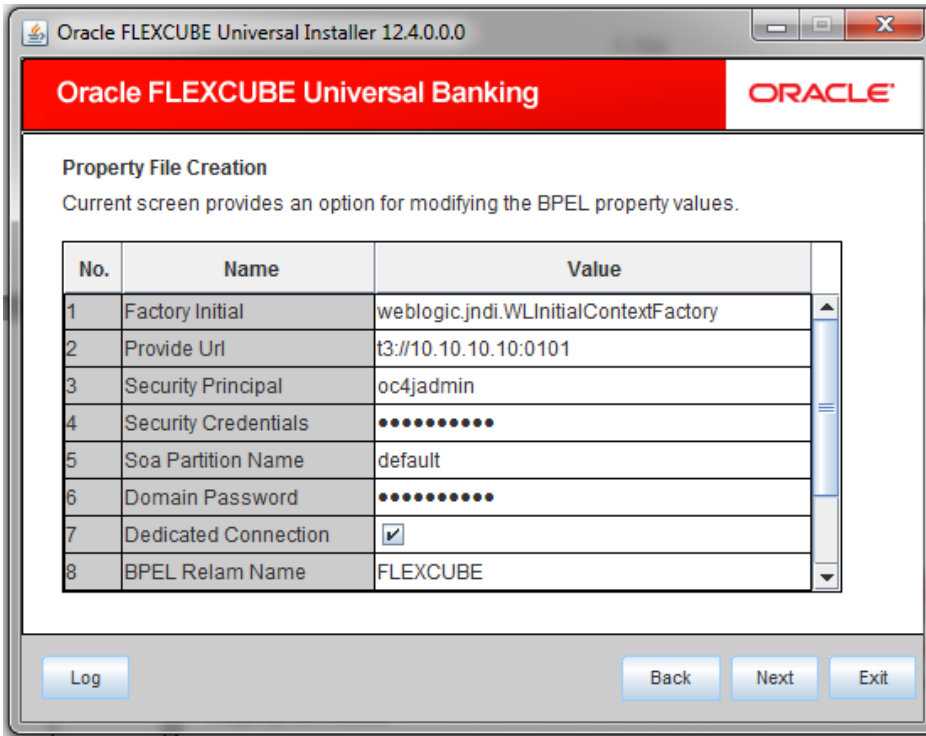 Oracle FLEXCUBE Universal Installer 12.4.0.0.0
Oracle FLEXCUBE Universal Banking ORACLE
Property File Creation
Current screen provides an option for modifying the BPEL property values.
No. Name Value
1 Factory Initial weblogic.jndi.WLInitialContextFactory
2 Provide Url t3://10.10.10.10:0101
3 Security Principal oc4jadmin
4 Security Credentials ••••••••••
5 Soa Partition Name default
6 Domain Password ••••••••••
7 Dedicated Connection
8 BPEL Relam Name FLEXCUBE
Log Back Next Exit